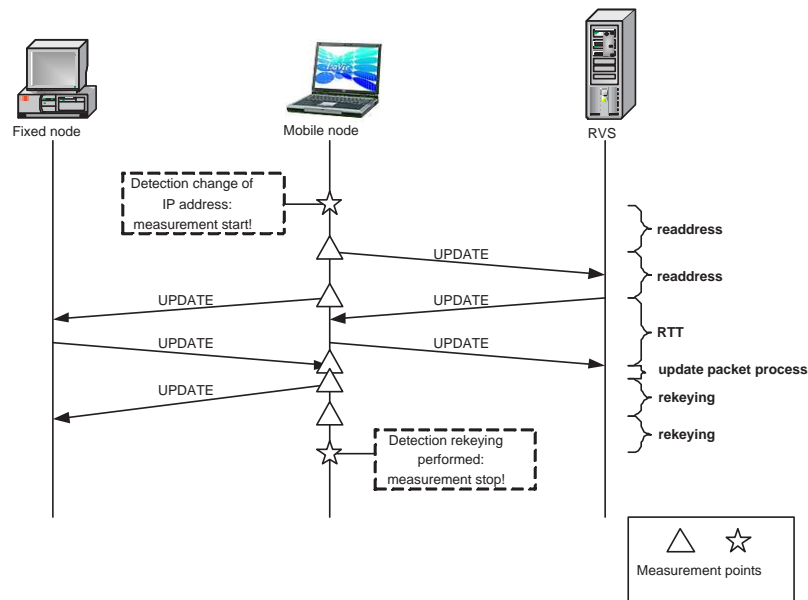 Fixed node
Mobile node
RVS
Detection change of
IP address:
measurement start!
readdress
UPDATE
readdress
UPDATE
UPDATE
RTT
UPDATE
UPDATE
update packet process
UPDATE
rekeying
rekeying
Detection rekeying
performed:
measurement stop!
Measurement points